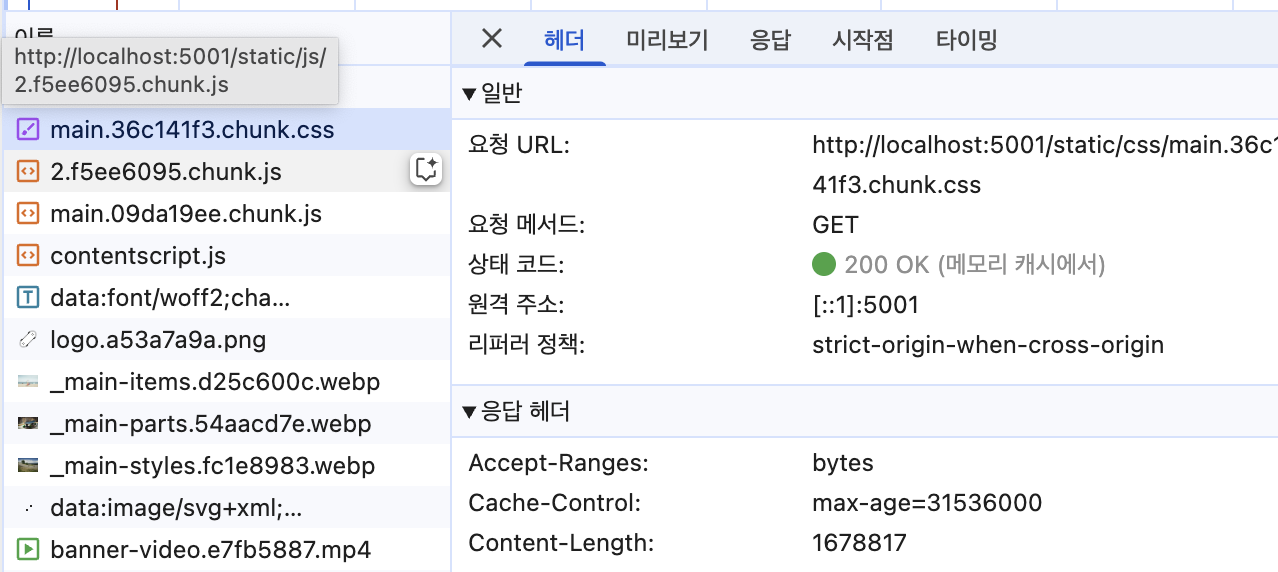 이름
http://localhost:5001/static/js/
2.f5ee6095.chunk.js
main.36c141f3.chunk.css
2.f5ee6095.chunk.js
main.09da19ee.chunk.js
contentscript.js
data:font/woff2;cha...
logo.a53a7a9a.png
_main-items.d25c600c.webp
_main-parts.54aacd7e.webp
_main-styles.fc1e8983.webp
data:image/svg+xml;...
banner-video.e7fb5887.mp4
헤더 미리보기 응답 시작점 타이밍
▼일반
요청 URL: http://localhost:5001/static/css/main.36c1
41f3.chunk.css
요청 메서드: GET
상태 코드: 200 OK (메모리 캐시에서)
원격 주소: [::1]:5001
리퍼러 정책: strict-origin-when-cross-origin
▼응답 헤더
Accept-Ranges: bytes
Cache-Control: max-age=31536000
Content-Length: 1678817